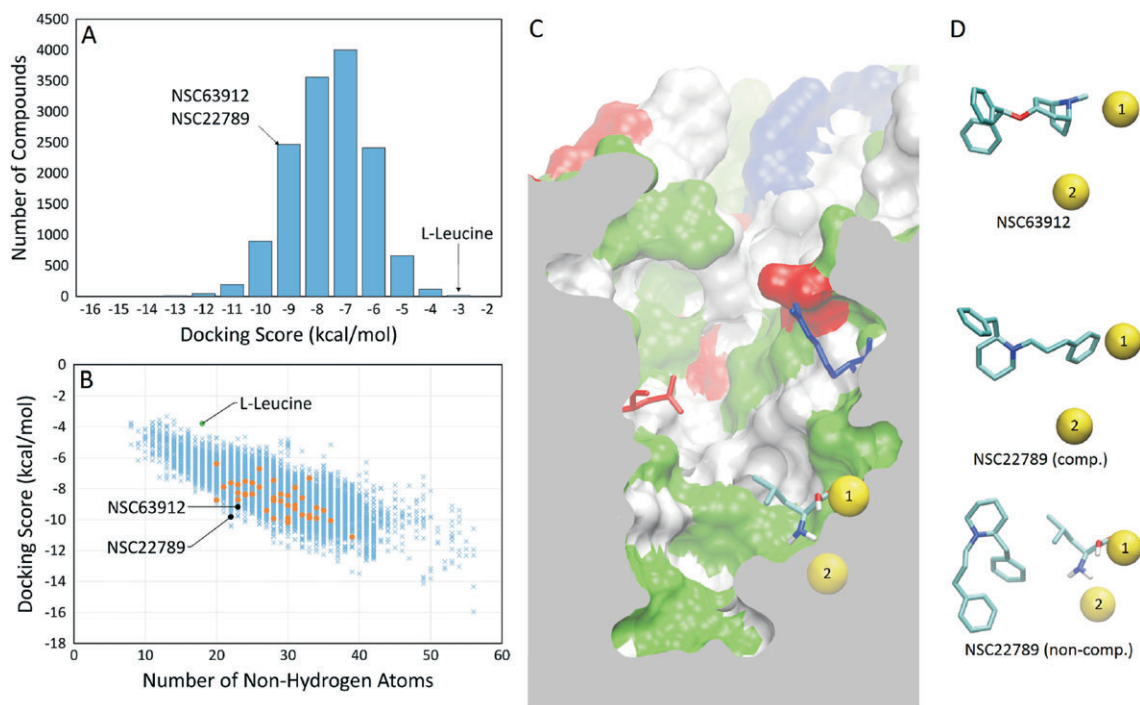 A
4500
4000
3500
3000
2500
2000
1500
1000
500
0
Number of Compounds
NSC63912
NSC22789
L-Leucine
-16 -15 -14 -13 -12 -11 -10 -9 -8 -7 -6 -5 -4 -3 -2
Docking Score (kcal/mol)
B
0
-2
-4
-6
-8
-10
-12
-14
-16
-18
Docking Score (kcal/mol)
L-Leucine
NSC63912
NSC22789
0 10 20 30 40 50 60
Number of Non-Hydrogen Atoms
C
1
2
D
1
2
NSC63912
1
2
NSC22789 (comp.)
1
2
NSC22789 (non-comp.)